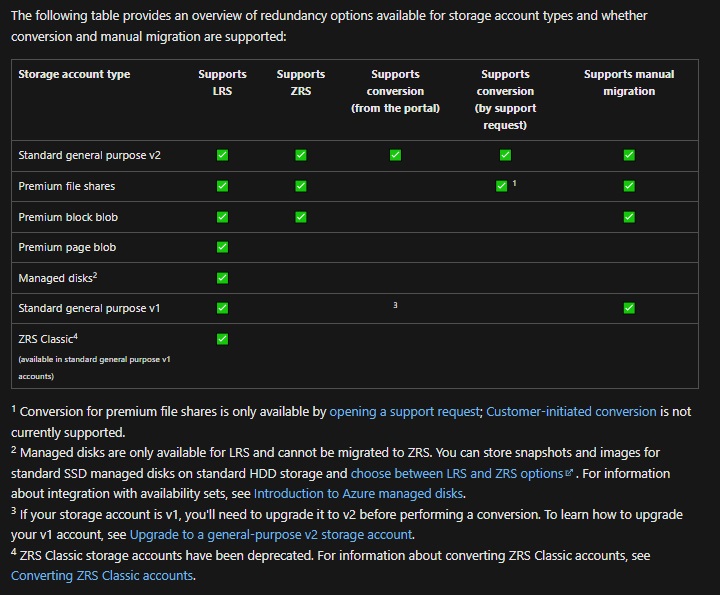 The following table provides an overview of redundancy options available for storage account types and whether
conversion and manual migration are supported:
Storage account type Supports LRS Supports ZRS Supports conversion (from the portal) Supports conversion (by support request) Supports manual migration
Standard general purpose v2 ✅ ✅ ✅ ✅ ✅
Premium file shares ✅ ✅ ✅ 1 ✅
Premium block blob ✅ ✅ ✅
Premium page blob ✅
Managed disks2 ✅
Standard general purpose v1 ✅ 3 ✅
ZRS Classic4 ✅
(available in standard general purpose v1
accounts)
1 Conversion for premium file shares is only available by opening a support request; Customer-initiated conversion is not
currently supported.
2 Managed disks are only available for LRS and cannot be migrated to ZRS. You can store snapshots and images for
standard SSD managed disks on standard HDD storage and choose between LRS and ZRS options . For information
about integration with availability sets, see Introduction to Azure managed disks.
3 If your storage account is v1, you'll need to upgrade it to v2 before performing a conversion. To learn how to upgrade
your v1 account, see Upgrade to a general-purpose v2 storage account.
4 ZRS Classic storage accounts have been deprecated. For information about converting ZRS Classic accounts, see
Converting ZRS Classic accounts.